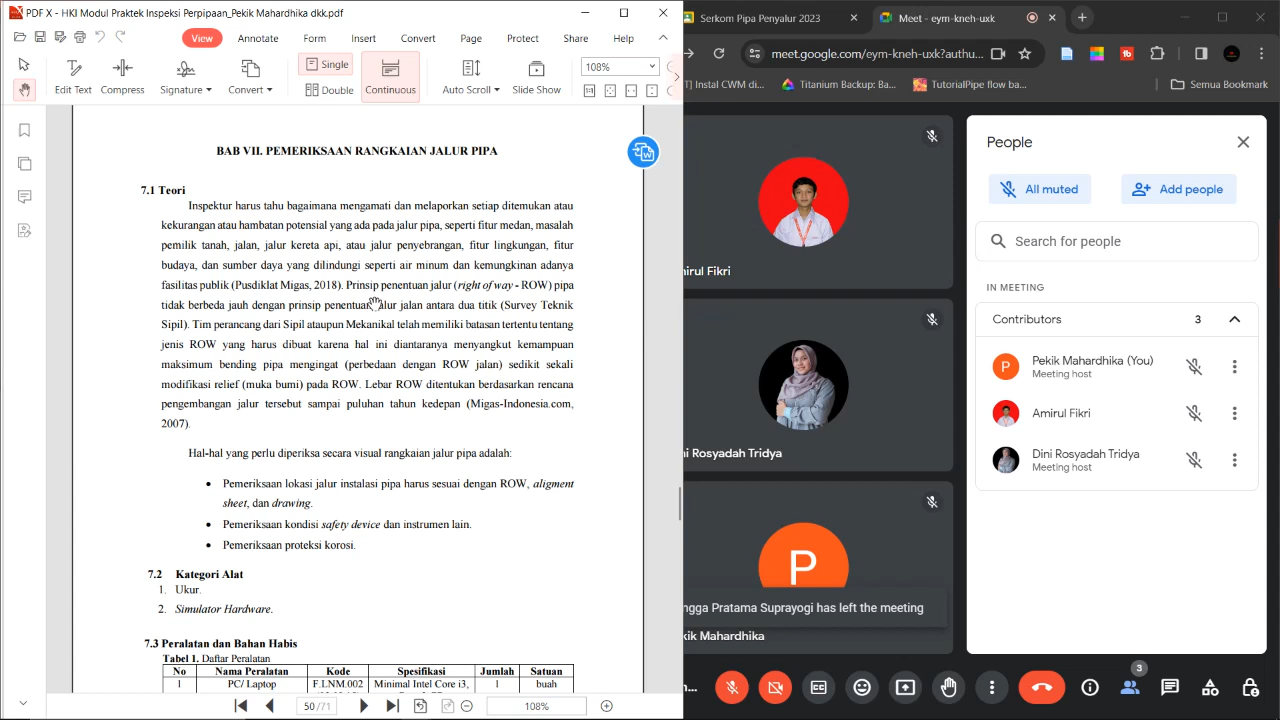 PDF X - HKI Modul Praktek Inspeksi Perpipaan_Pekik Mahardhika dkk.pdf
View Annotate Form Insert Convert Page Protect Share Help
Edit Text Compress Signature Convert Single Double Continuous Auto Scroll Slide Show 108%
BAB VII. PEMERIKSAAN RANGKAIAN JALUR PIPA
7.1 Teori
Inspektur harus tahu bagaimana mengamati dan melaporkan setiap ditemukan atau
kekurangan atau hambatan potensial yang ada pada jalur pipa, seperti fitur medan, masalah
pemilik tanah, jalan, jalur kereta api, atau jalur penyebrangan, fitur lingkungan, fitur
budaya, dan sumber daya yang dilindungi seperti air minum dan kemungkinan adanya
fasilitas publik (Pusdiklat Migas, 2018). Prinsip penentuan jalur (right of way - ROW) pipa
tidak berbeda jauh dengan prinsip penentuan jalur jalan antara dua titik (Survey Teknik
Sipil). Tim perancang dari Sipil ataupun Mekanikal telah memiliki batasan tertentu tentang
jenis ROW yang harus dibuat karena hal ini diantaranya menyangkut kemampuan
maksimum bending pipa mengingat (perbedaan dengan ROW jalan) sedikit sekali
modifikasi relief (muka bumi) pada ROW. Lebar ROW ditentukan berdasarkan rencana
pengembangan jalur tersebut sampai puluhan tahun kedepan (Migas-Indonesia.com,
2007).
Hal-hal yang perlu diperiksa secara visual rangkaian jalur pipa adalah:
• Pemeriksaan lokasi jalur instalasi pipa harus sesuai dengan ROW, aligment
sheet, dan drawing.
• Pemeriksaan kondisi safety device dan instrumen lain.
• Pemeriksaan proteksi korosi.
7.2 Kategori Alat
1. Ukur.
2. Simulator Hardware.
7.3 Peralatan dan Bahan Habis
Tabel 1. Daftar Peralatan
No Nama Peralatan Kode Spesifikasi Jumlah Satuan
1 PC/ Laptop F.LNM.002 Minimal Intel Core i3, 1 buah
50 /71 108%
Serkom Pipa Penyalur 2023 Meet - eym-kneh-uxk
meet.google.com/eym-kneh-uxk?authu...
] Instal CWM di... Titanium Backup: Ba... TutorialPipe flow ba... Semua Bookmark
nirul Fikri
ni Rosyadah Tridya
P
ngga Pratama Suprayogi has left the meeting
kik Mahardhika
People
All muted Add people
Search for people
IN MEETING
Contributors 3
P Pekik Mahardhika (You)
Meeting host
Amirul Fikri
Dini Rosyadah Tridya
Meeting host
n... 3